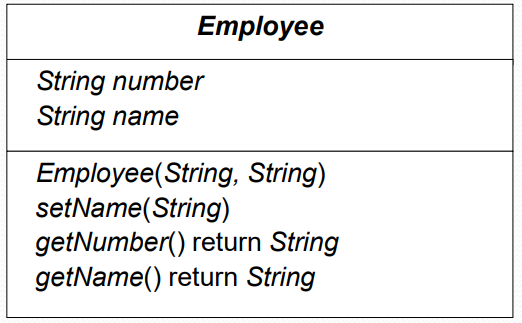 Employee
String number
String name
Employee(String, String)
setName(String)
getNumber() return String
getName() return String